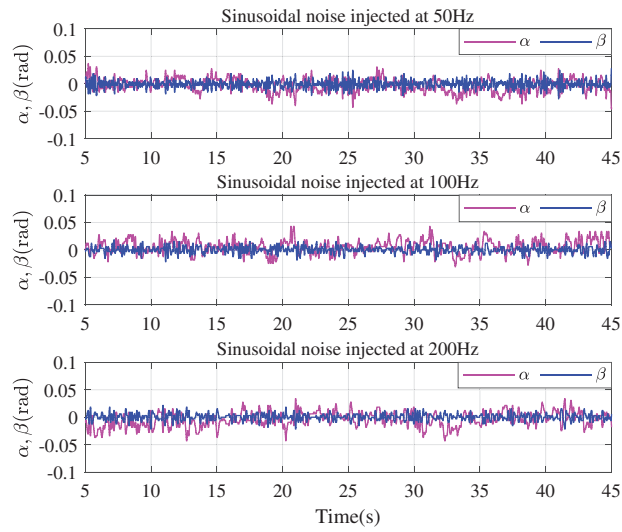 Sinusoidal noise injected at 50Hz
α, β(rad)
0.1
0.05
0
-0.05
-0.1
α β
5 10 15 20 25 30 35 40 45
Sinusoidal noise injected at 100Hz
α, β(rad)
0.1
0.05
0
-0.05
-0.1
α β
5 10 15 20 25 30 35 40 45
Sinusoidal noise injected at 200Hz
α, β(rad)
0.1
0.05
0
-0.05
-0.1
α β
5 10 15 20 25 30 35 40 45
Time(s)